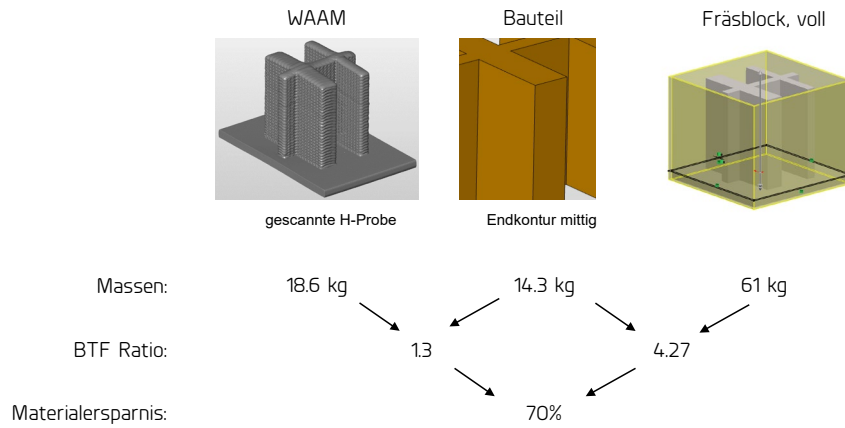 WAAM
Bauteil
Fräsblock, voll
gescannte H-Probe
Endkontur mittig
Massen:
18.6 kg
14.3 kg
61 kg
BTF Ratio:
1.3
4.27
Materialersparnis:
70%